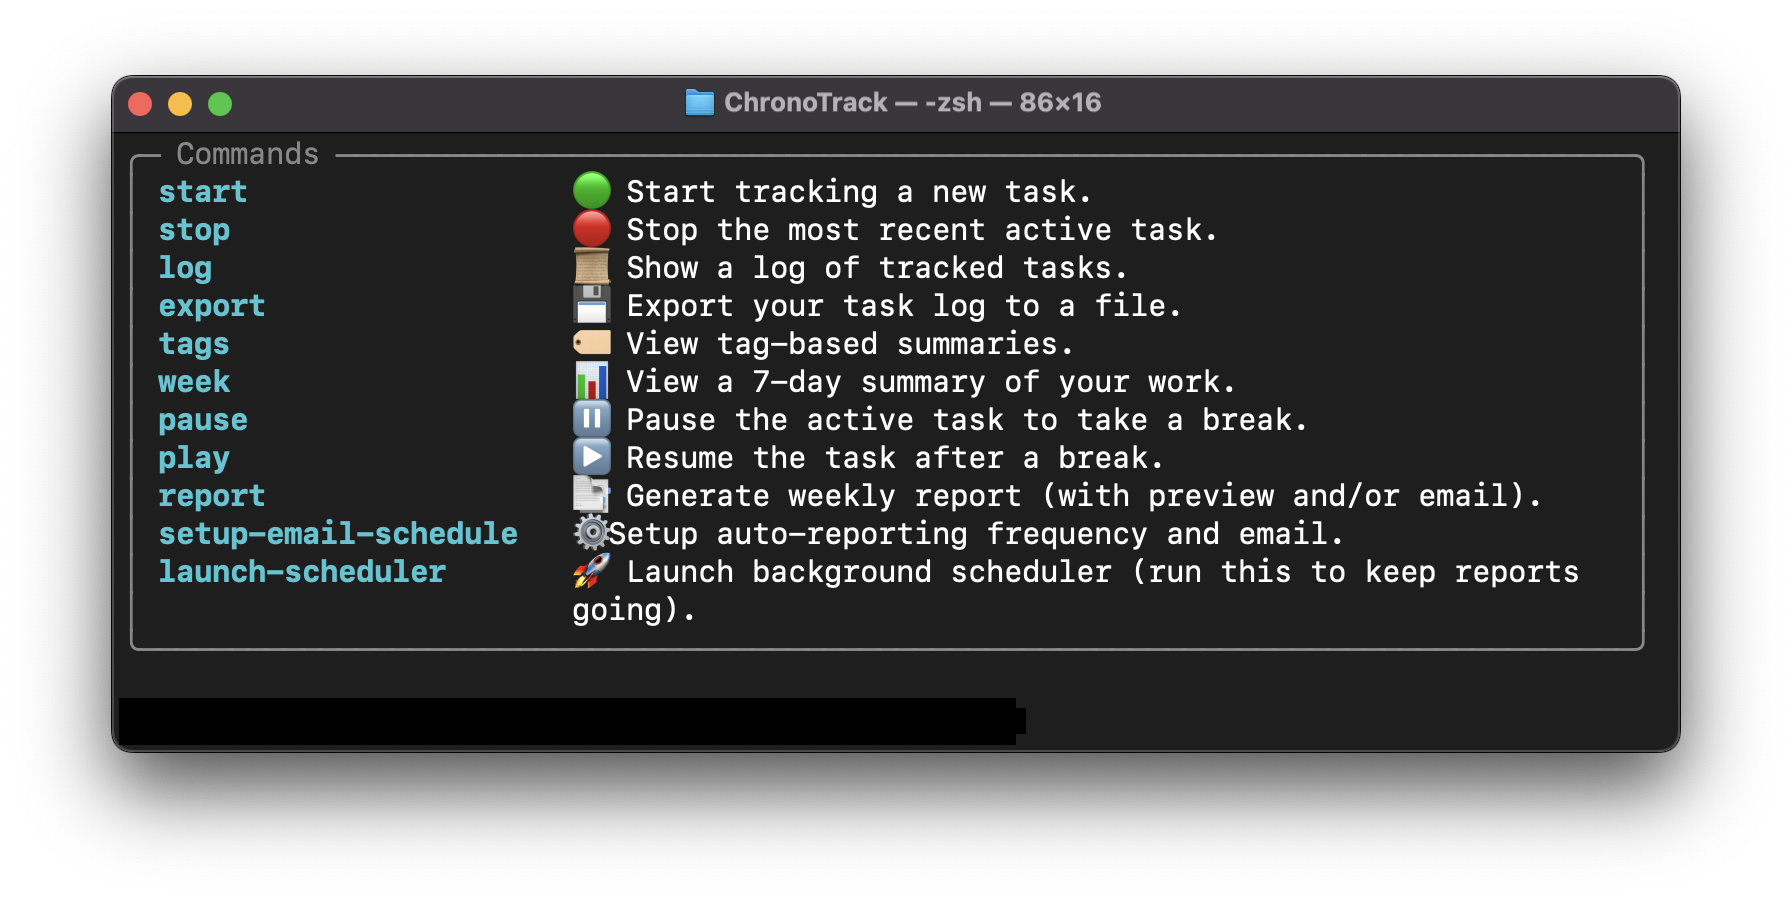 ChronoTrack — -zsh — 86×16
Commands
start 🟢 Start tracking a new task.
stop 🔴 Stop the most recent active task.
log 📜 Show a log of tracked tasks.
export 💾 Export your task log to a file.
tags 🏷️ View tag-based summaries.
week 📊 View a 7-day summary of your work.
pause ⏸️ Pause the active task to take a break.
play ▶️ Resume the task after a break.
report 📑 Generate weekly report (with preview and/or email).
setup-email-schedule ⚙️Setup auto-reporting frequency and email.
launch-scheduler 🚀 Launch background scheduler (run this to keep reports
going).